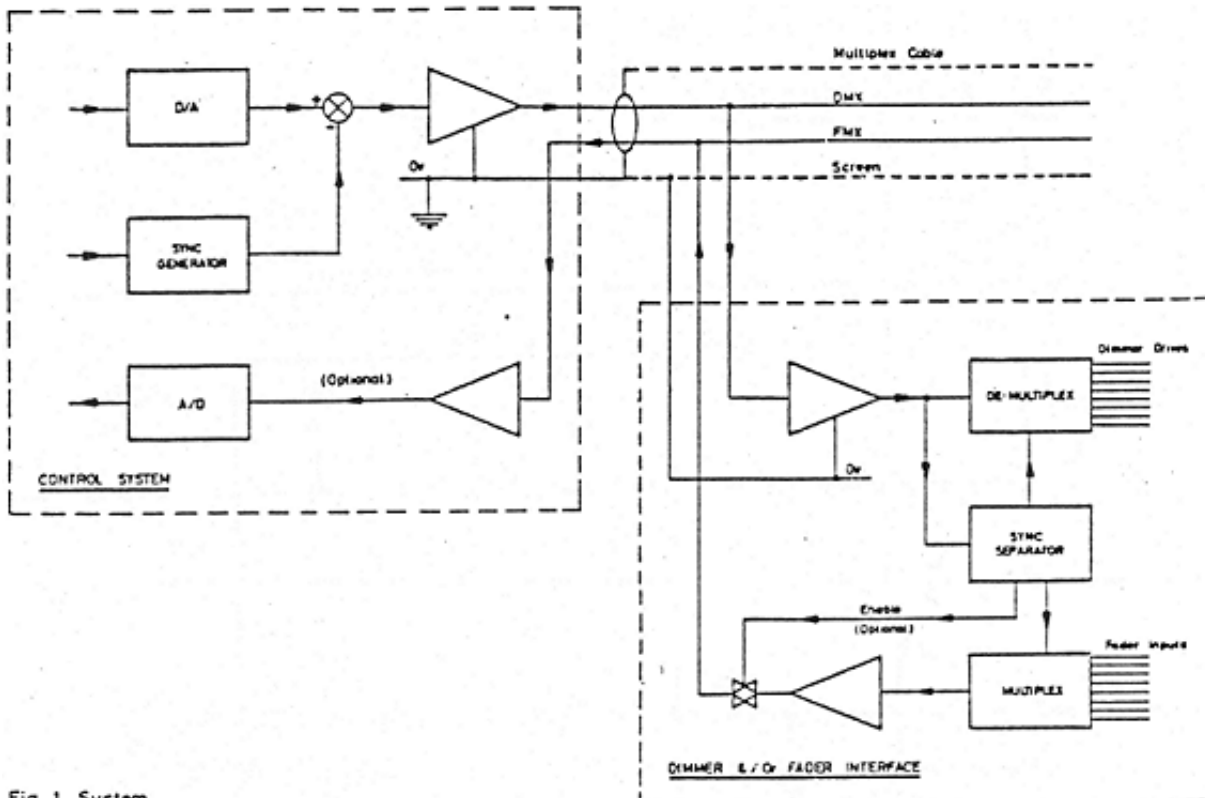 Multiplex Cable
D/A
DMX
+
-
FMX
0v
Screen
SYNC
GENERATOR
Dimmer Drives
(Optional)
A/D
DE-MULTIPLEX
CONTROL SYSTEM
0v
SYNC
SEPARATOR
Enable
(Optional)
Fader Inputs
MULTIPLEX
DIMMER &/Or FADER INTERFACE
Fig 1 System